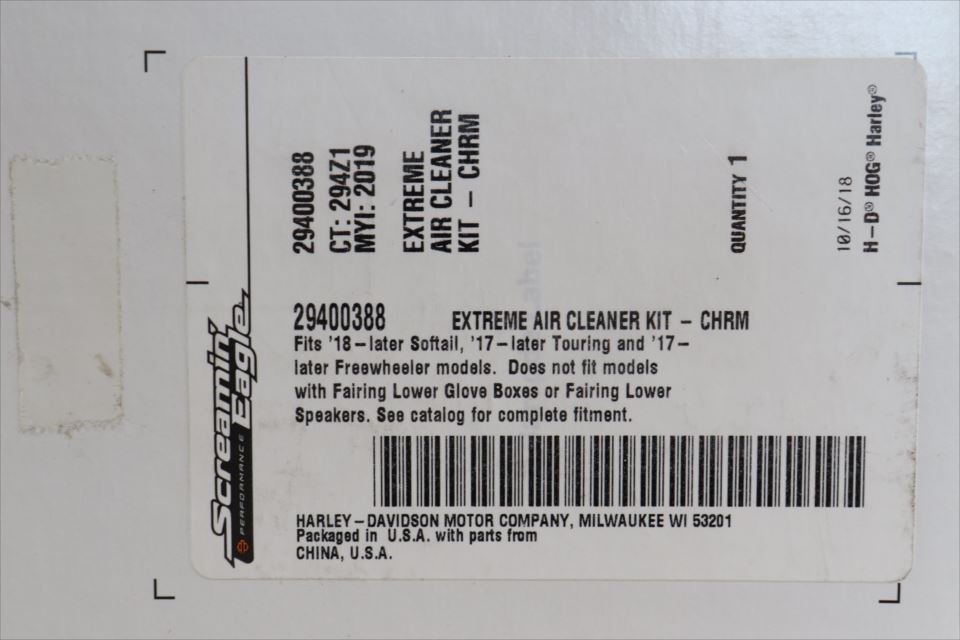 29400388
CT: 294Z1
MYI: 2019
EXTREME
AIR CLEANER
KIT – CHRM
QUANTITY 1
10/16/18
H–D® HOG® Harley®
Screamin'
Eagle
PERFORMANCE
29400388 EXTREME AIR CLEANER KIT – CHRM
Fits '18–later Softail, '17–later Touring and '17–
later Freewheeler models. Does not fit models
with Fairing Lower Glove Boxes or Fairing Lower
Speakers. See catalog for complete fitment.
HARLEY–DAVIDSON MOTOR COMPANY, MILWAUKEE WI 53201
Packaged in U.S.A. with parts from
CHINA, U.S.A.